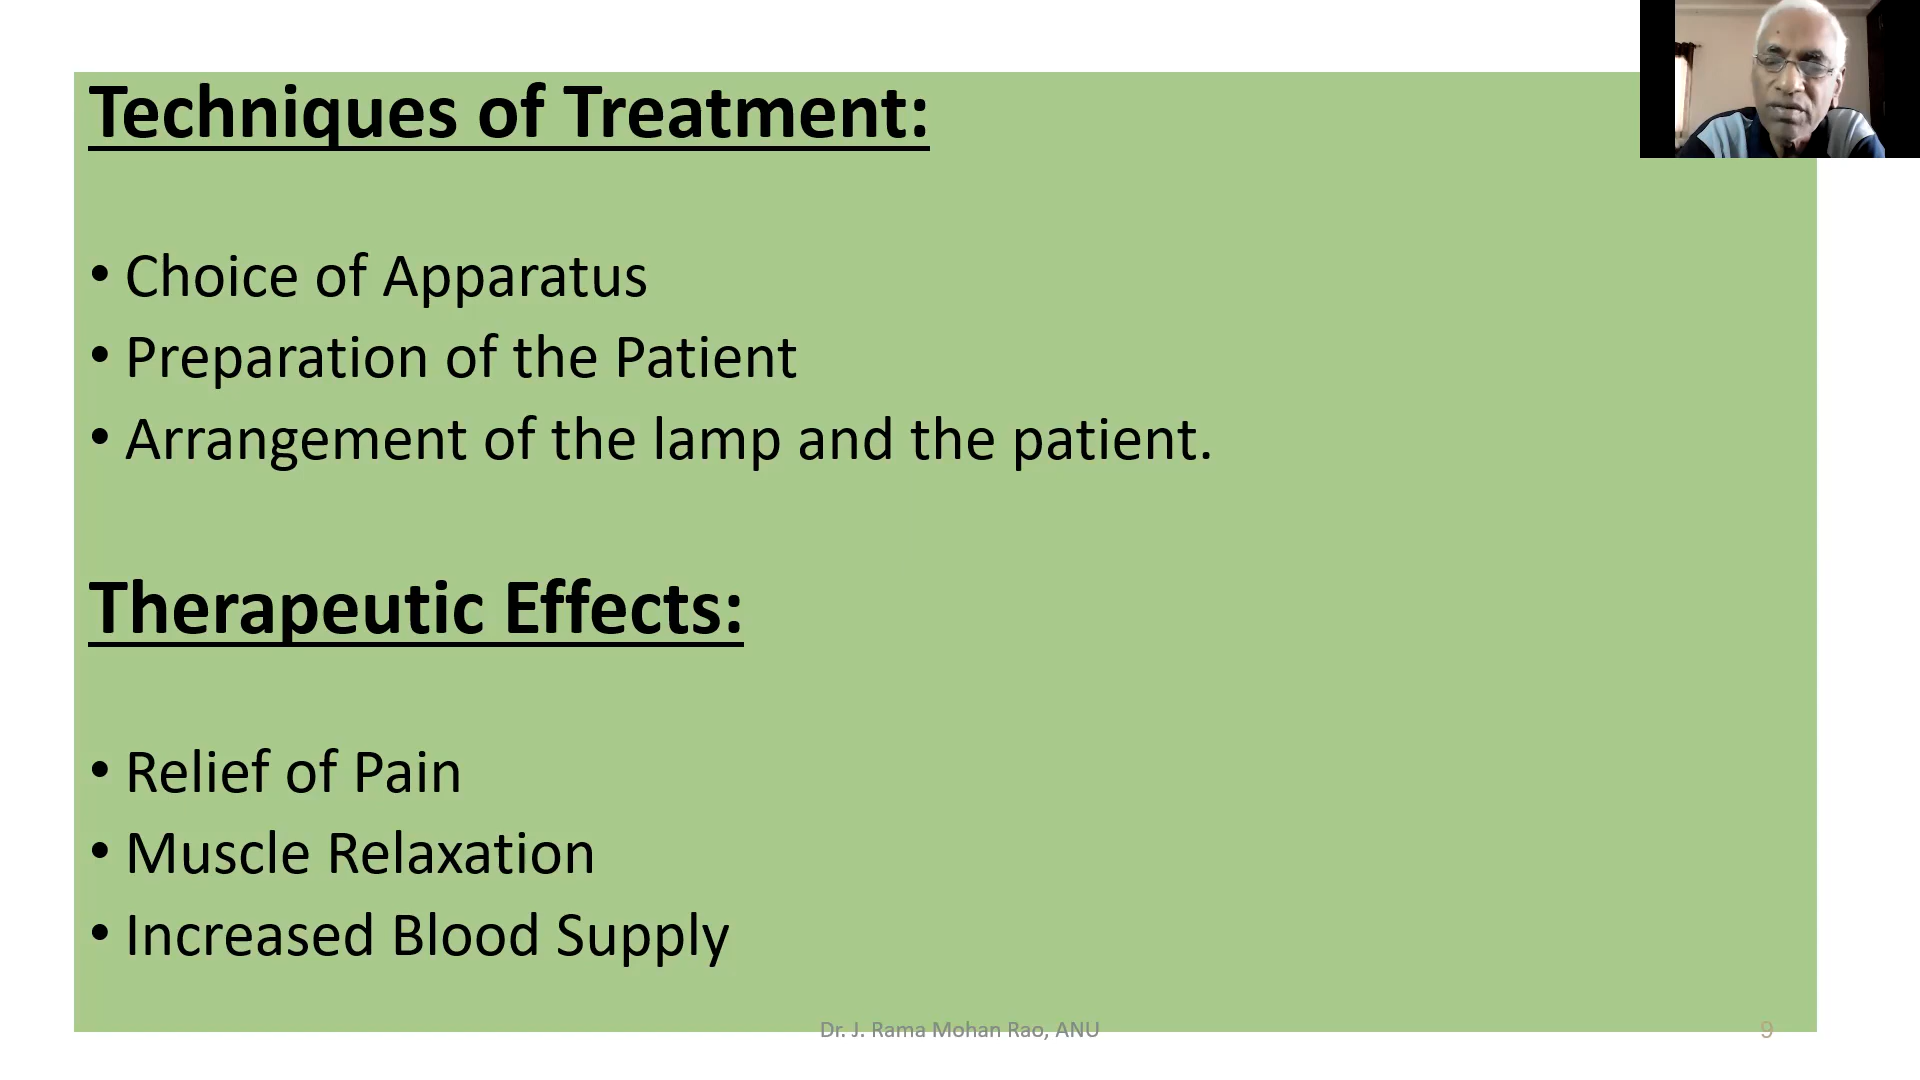 Techniques of Treatment:
• Choice of Apparatus
• Preparation of the Patient
• Arrangement of the lamp and the patient.
Therapeutic Effects:
• Relief of Pain
• Muscle Relaxation
• Increased Blood Supply
Dr. J. Rama Mohan Rao, ANU
9